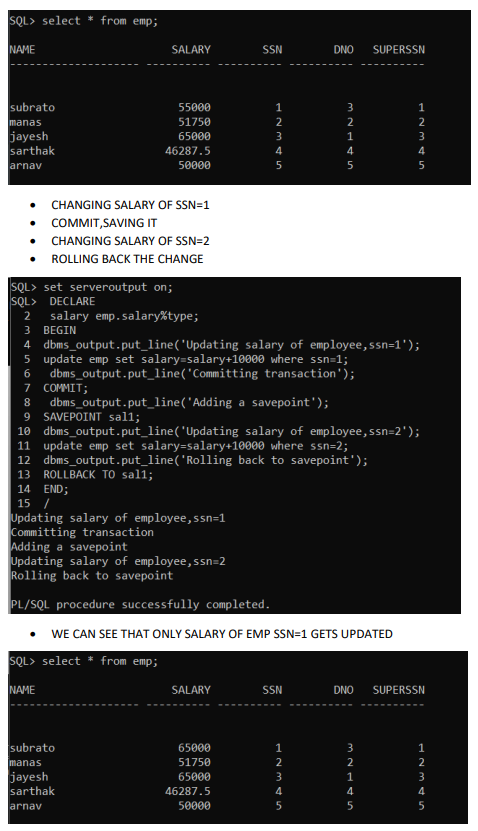 SQL> select * from emp;
NAME SALARY SSN DNO SUPERSSN
-------------------- ---------- ---------- ---------- ----------
subrato 55000 1 3 1
manas 51750 2 2 2
jayesh 65000 3 1 3
sarthak 46287.5 4 4 4
arnav 50000 5 5 5
• CHANGING SALARY OF SSN=1
• COMMIT,SAVING IT
• CHANGING SALARY OF SSN=2
• ROLLING BACK THE CHANGE
SQL> set serveroutput on;
SQL> DECLARE
2 salary emp.salary%type;
3 BEGIN
4 dbms_output.put_line('Updating salary of employee,ssn=1');
5 update emp set salary=salary+10000 where ssn=1;
6 dbms_output.put_line('Committing transaction');
7 COMMIT;
8 dbms_output.put_line('Adding a savepoint');
9 SAVEPOINT sal1;
10 dbms_output.put_line('Updating salary of employee,ssn=2');
11 update emp set salary=salary+10000 where ssn=2;
12 dbms_output.put_line('Rolling back to savepoint');
13 ROLLBACK TO sal1;
14 END;
15 /
Updating salary of employee,ssn=1
Committing transaction
Adding a savepoint
Updating salary of employee,ssn=2
Rolling back to savepoint
PL/SQL procedure successfully completed.
• WE CAN SEE THAT ONLY SALARY OF EMP SSN=1 GETS UPDATED
SQL> select * from emp;
NAME SALARY SSN DNO SUPERSSN
-------------------- ---------- ---------- ---------- ----------
subrato 65000 1 3 1
manas 51750 2 2 2
jayesh 65000 3 1 3
sarthak 46287.5 4 4 4
arnav 50000 5 5 5